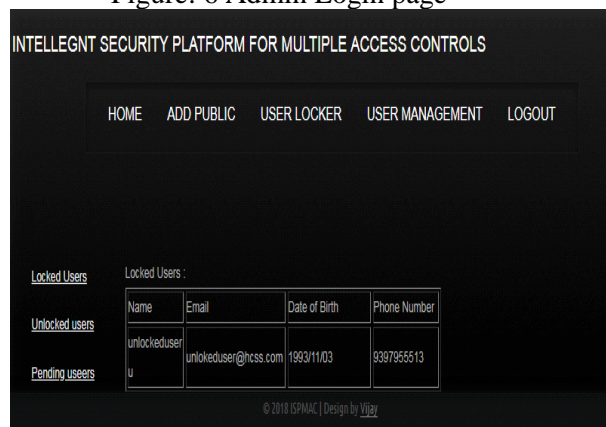 Figure: 6 Admin Login page
INTELLEGNT SECURITY PLATFORM FOR MULTIPLE ACCESS CONTROLS
HOME ADD PUBLIC USER LOCKER USER MANAGEMENT LOGOUT
Locked Users
Unlocked users
Pending useers
Locked Users :
Name Email Date of Birth Phone Number
unlockeduser
u unlokeduser@hcss.com 1993/11/03 9397955513
© 2018 ISPMAC | Design by Vijay